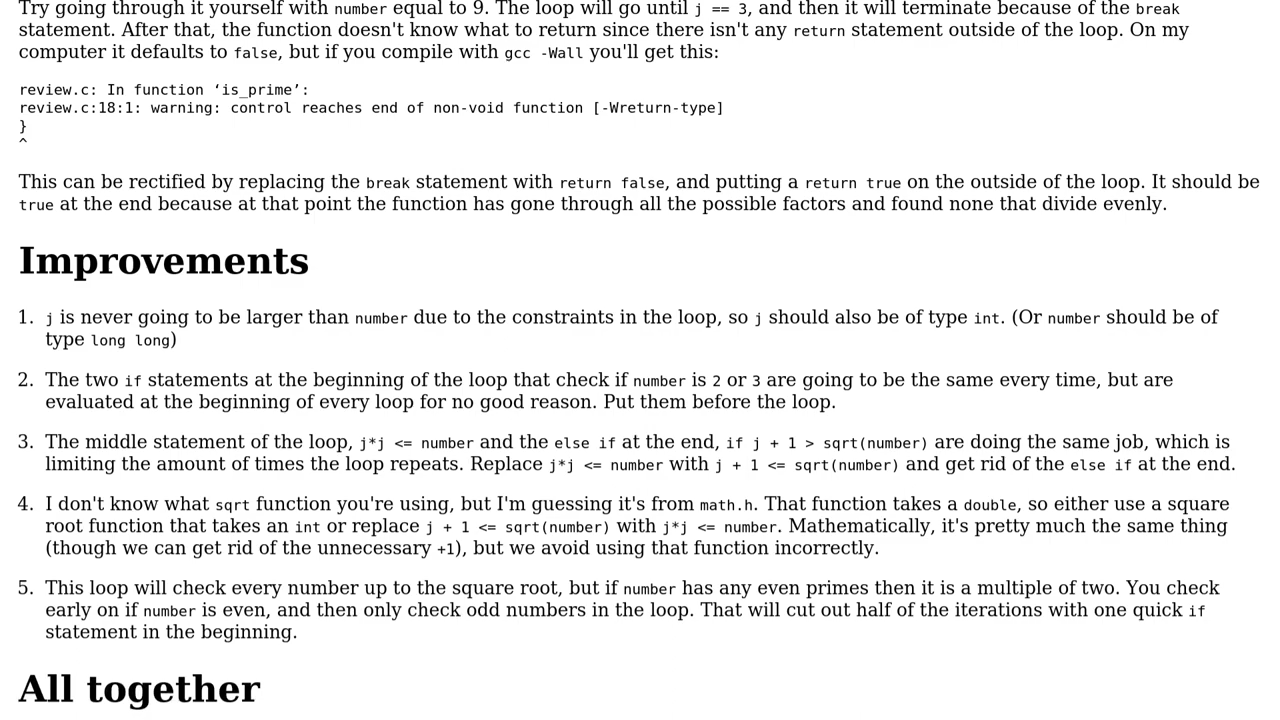 Try going through it yourself with number equal to 9. The loop will go until j == 3, and then it will terminate because of the break
statement. After that, the function doesn't know what to return since there isn't any return statement outside of the loop. On my
computer it defaults to false, but if you compile with gcc -Wall you'll get this:
review.c: In function ‘is_prime’:
review.c:18:1: warning: control reaches end of non-void function [-Wreturn-type]
}
^
This can be rectified by replacing the break statement with return false, and putting a return true on the outside of the loop. It should be
true at the end because at that point the function has gone through all the possible factors and found none that divide evenly.
Improvements
1. j is never going to be larger than number due to the constraints in the loop, so j should also be of type int. (Or number should be of
type long long)
2. The two if statements at the beginning of the loop that check if number is 2 or 3 are going to be the same every time, but are
evaluated at the beginning of every loop for no good reason. Put them before the loop.
3. The middle statement of the loop, j*j <= number and the else if at the end, if j + 1 > sqrt(number) are doing the same job, which is
limiting the amount of times the loop repeats. Replace j*j <= number with j + 1 <= sqrt(number) and get rid of the else if at the end.
4. I don't know what sqrt function you're using, but I'm guessing it's from math.h. That function takes a double, so either use a square
root function that takes an int or replace j + 1 <= sqrt(number) with j*j <= number. Mathematically, it's pretty much the same thing
(though we can get rid of the unnecessary +1), but we avoid using that function incorrectly.
5. This loop will check every number up to the square root, but if number has any even primes then it is a multiple of two. You check
early on if number is even, and then only check odd numbers in the loop. That will cut out half of the iterations with one quick if
statement in the beginning.
All together